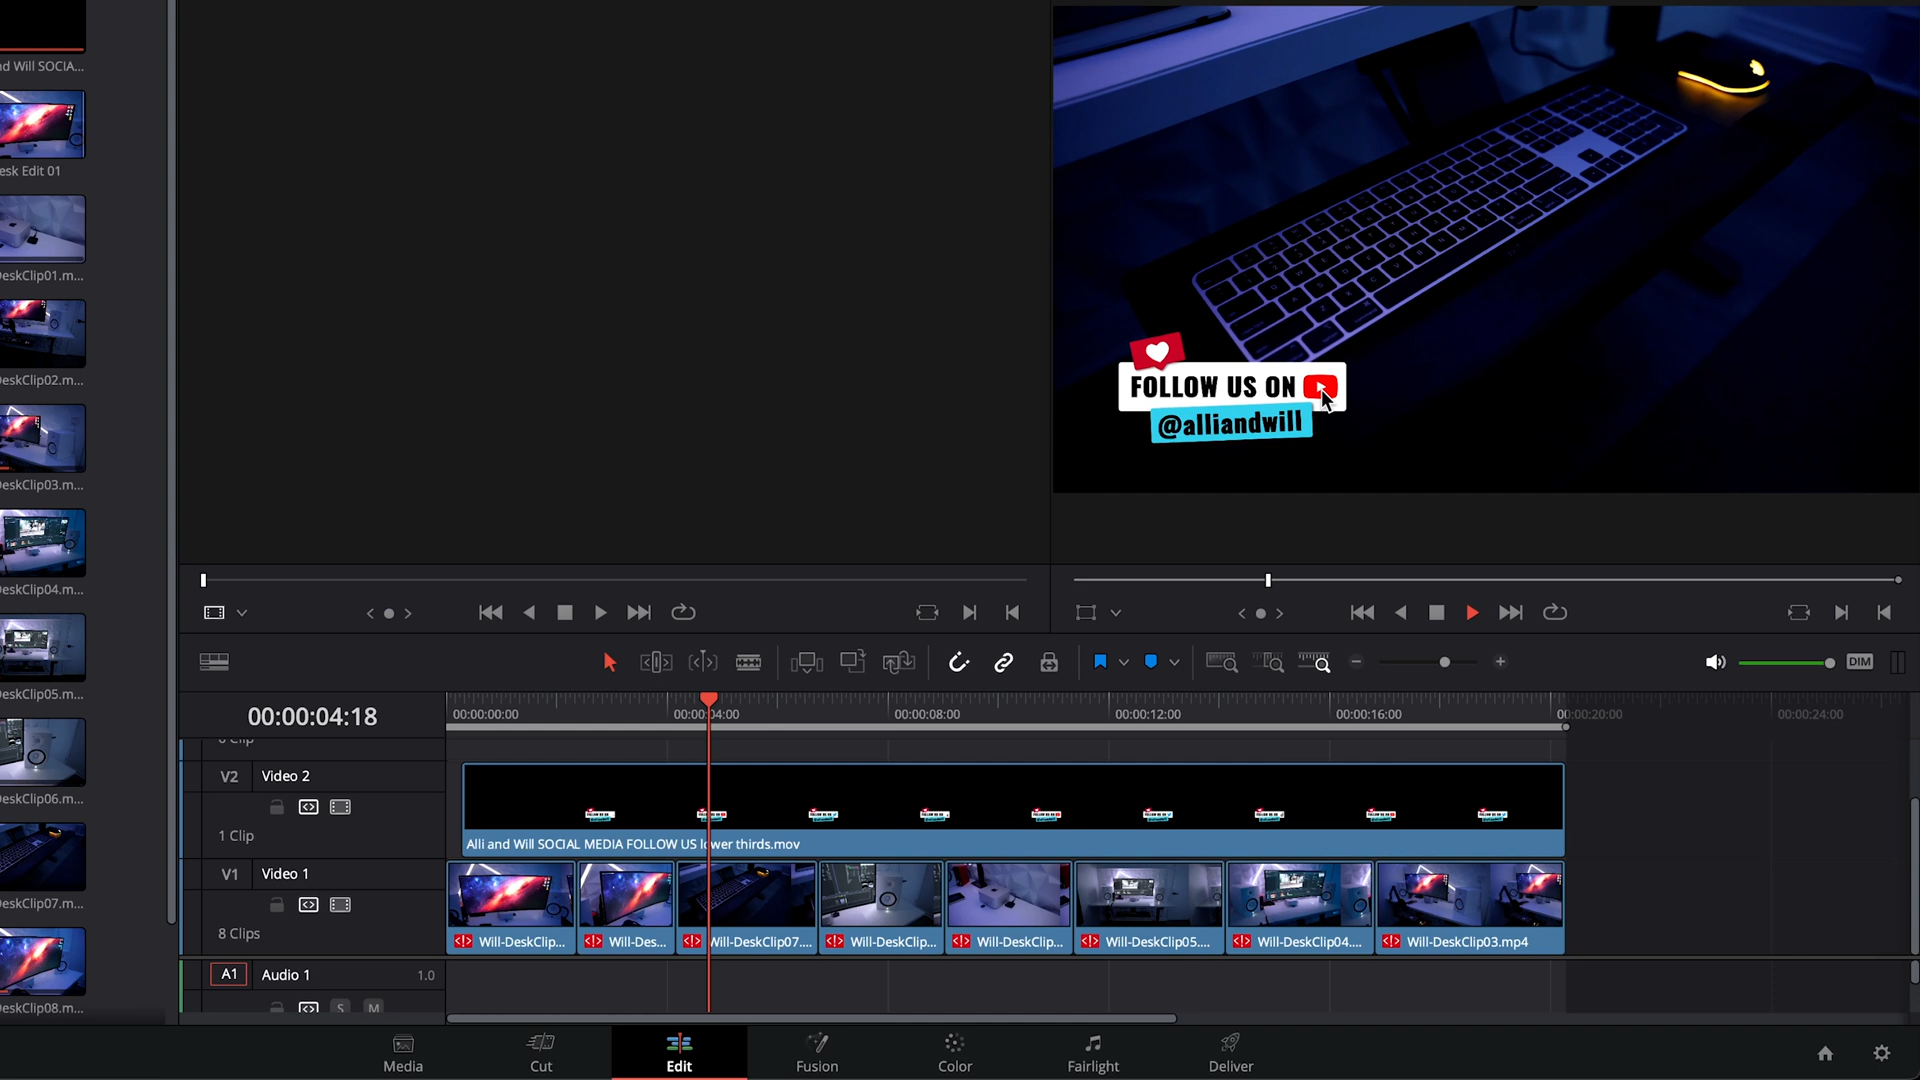 nd Will SOCIA...
esk Edit 01
eskClip01.m...
eskClip02.m...
eskClip03.m...
eskClip04.m...
eskClip05.m...
eskClip06.m...
eskClip07.m...
eskClip08.m...
FOLLOW US ON
@alliandwill
DIM
00:00:04:18
00:00:00:00
00:00:04:00
00:00:08:00
00:00:12:00
00:00:16:00
00:00:20:00
00:00:24:00
V2 Video 2
1 Clip
Alli and Will SOCIAL MEDIA FOLLOW US lower thirds.mov
V1 Video 1
8 Clips
Will-DeskClip...
Will-Des...
Will-DeskClip07....
Will-DeskClip...
Will-DeskClip...
Will-DeskClip05....
Will-DeskClip04....
Will-DeskClip03.mp4
A1 Audio 1 1.0
S M
Media
Cut
Edit
Fusion
Color
Fairlight
Deliver